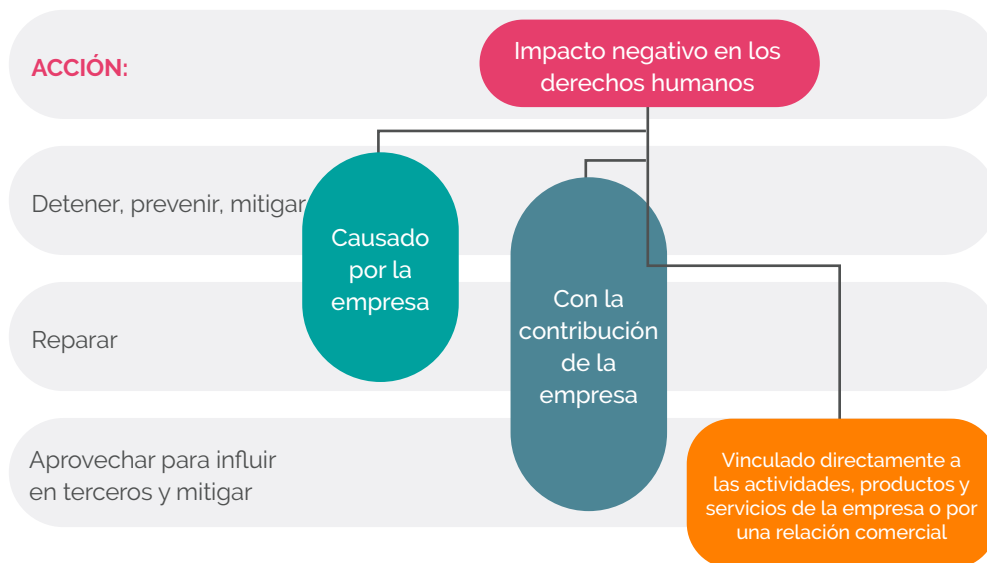 ACCIÓN:
Impacto negativo en los
derechos humanos
Detener, prevenir, mitigar
Causado
por la
empresa
Reparar
Con la
contribución
de la
empresa
Aprovechar para influir
en terceros y mitigar
Vinculado directamente a
las actividades, productos y
servicios de la empresa o por
una relación comercial